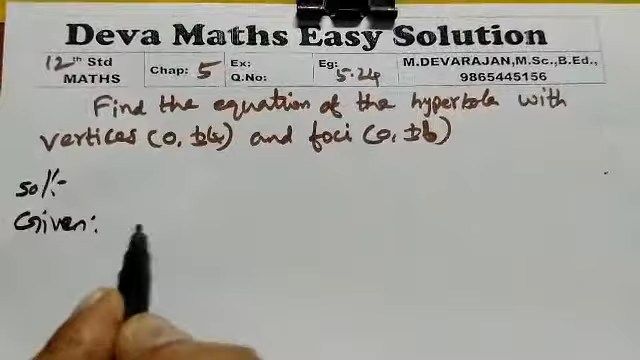 Deva Maths Easy Solution
12th Std MATHS
Chap: 5
Ex:
Q.No:
Eg: 5.24
M.DEVARAJAN,M.Sc.,B.Ed.,
9865445156
Find the equation of the hyperbola with
vertices (0, ±4) and foci (0, ±6)
Sol:-
Given: